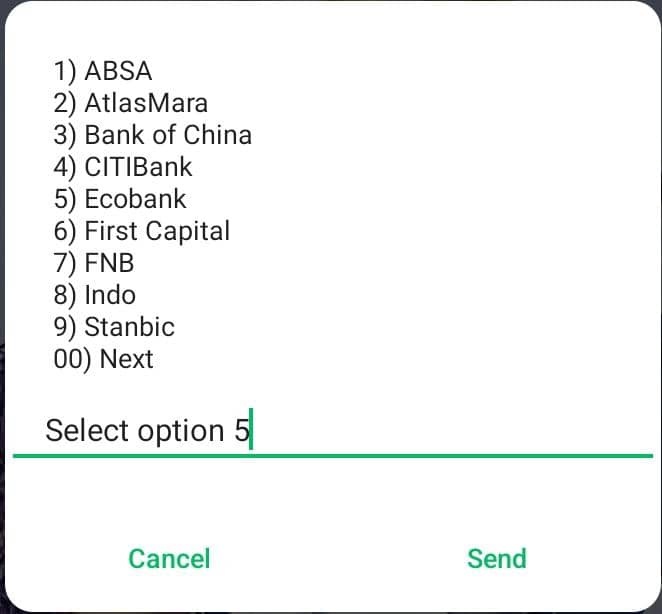 1) ABSA
2) AtlasMara
3) Bank of China
4) CITIBank
5) Ecobank
6) First Capital
7) FNB
8) Indo
9) Stanbic
00) Next
Select option 5
Cancel Send